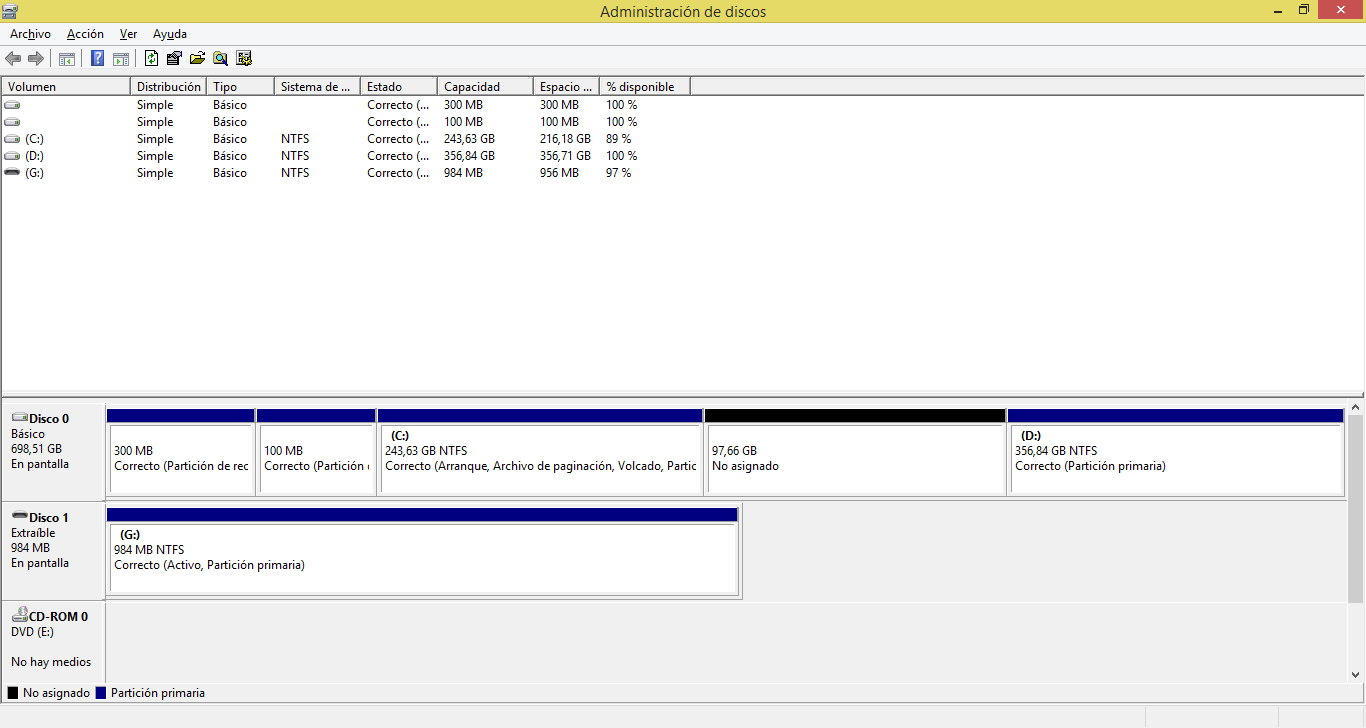 Administración de discos
Archivo Acción Ver Ayuda
Volumen Distribución Tipo Sistema de ... Estado Capacidad Espacio ... % disponible
Simple Básico Correcto (... 300 MB 300 MB 100 %
Simple Básico Correcto (... 100 MB 100 MB 100 %
(C:) Simple Básico NTFS Correcto (... 243,63 GB 216,18 GB 89 %
(D:) Simple Básico NTFS Correcto (... 356,84 GB 356,71 GB 100 %
(G:) Simple Básico NTFS Correcto (... 984 MB 956 MB 97 %
Disco 0
Básico
698,51 GB
En pantalla
300 MB
Correcto (Partición de rec
100 MB
Correcto (Partición
(C:)
243,63 GB NTFS
Correcto (Arranque, Archivo de paginación, Volcado, Partic
97,66 GB
No asignado
(D:)
356,84 GB NTFS
Correcto (Partición primaria)
Disco 1
Extraíble
984 MB
En pantalla
(G:)
984 MB NTFS
Correcto (Activo, Partición primaria)
CD-ROM 0
DVD (E:)
No hay medios
No asignado Partición primaria